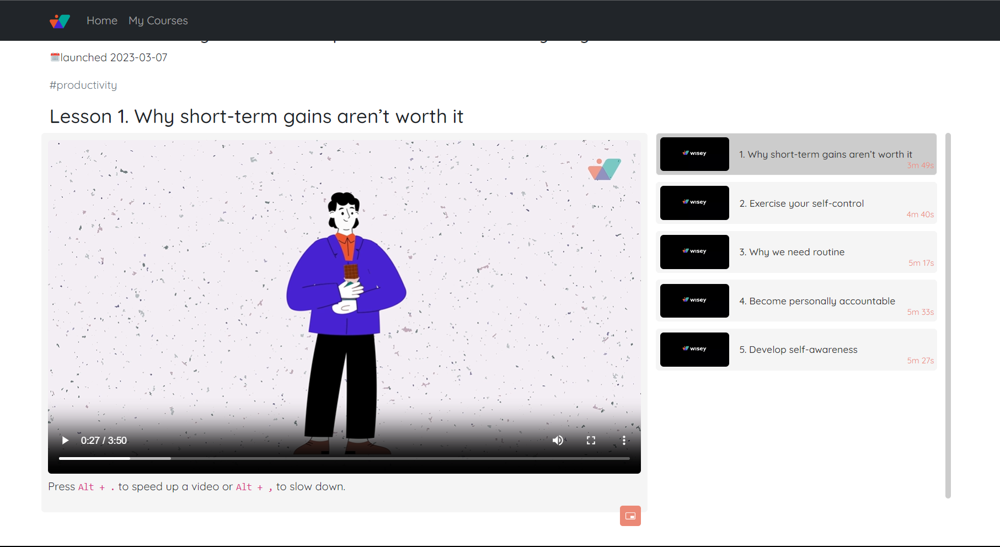 Home My Courses
launched 2023-03-07
#productivity
Lesson 1. Why short-term gains aren’t worth it
0:27 / 3:50
Press Alt + . to speed up a video or Alt + , to slow down.
wisey
1. Why short-term gains aren’t worth it
3m 49s
wisey
2. Exercise your self-control
4m 40s
wisey
3. Why we need routine
5m 17s
wisey
4. Become personally accountable
5m 33s
wisey
5. Develop self-awareness
5m 27s